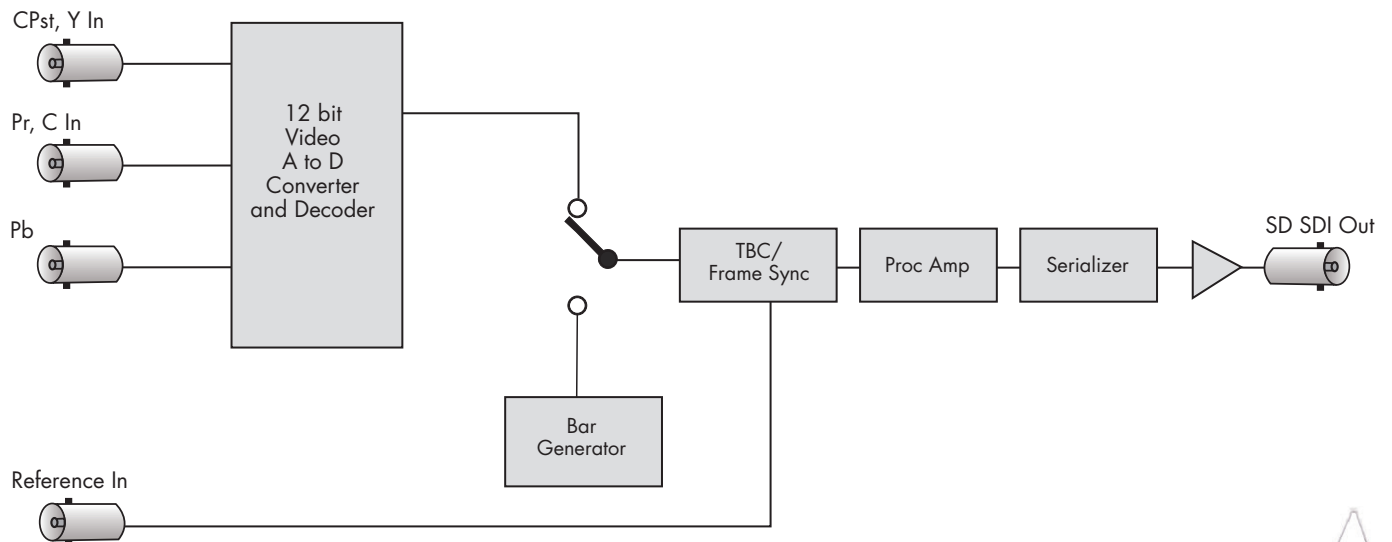 CPst, Y In
Pr, C In
Pb
12 bit
Video
A to D
Converter
and Decoder
TBC/
Frame Sync
Proc Amp
Serializer
SD SDI Out
Bar
Generator
Reference In